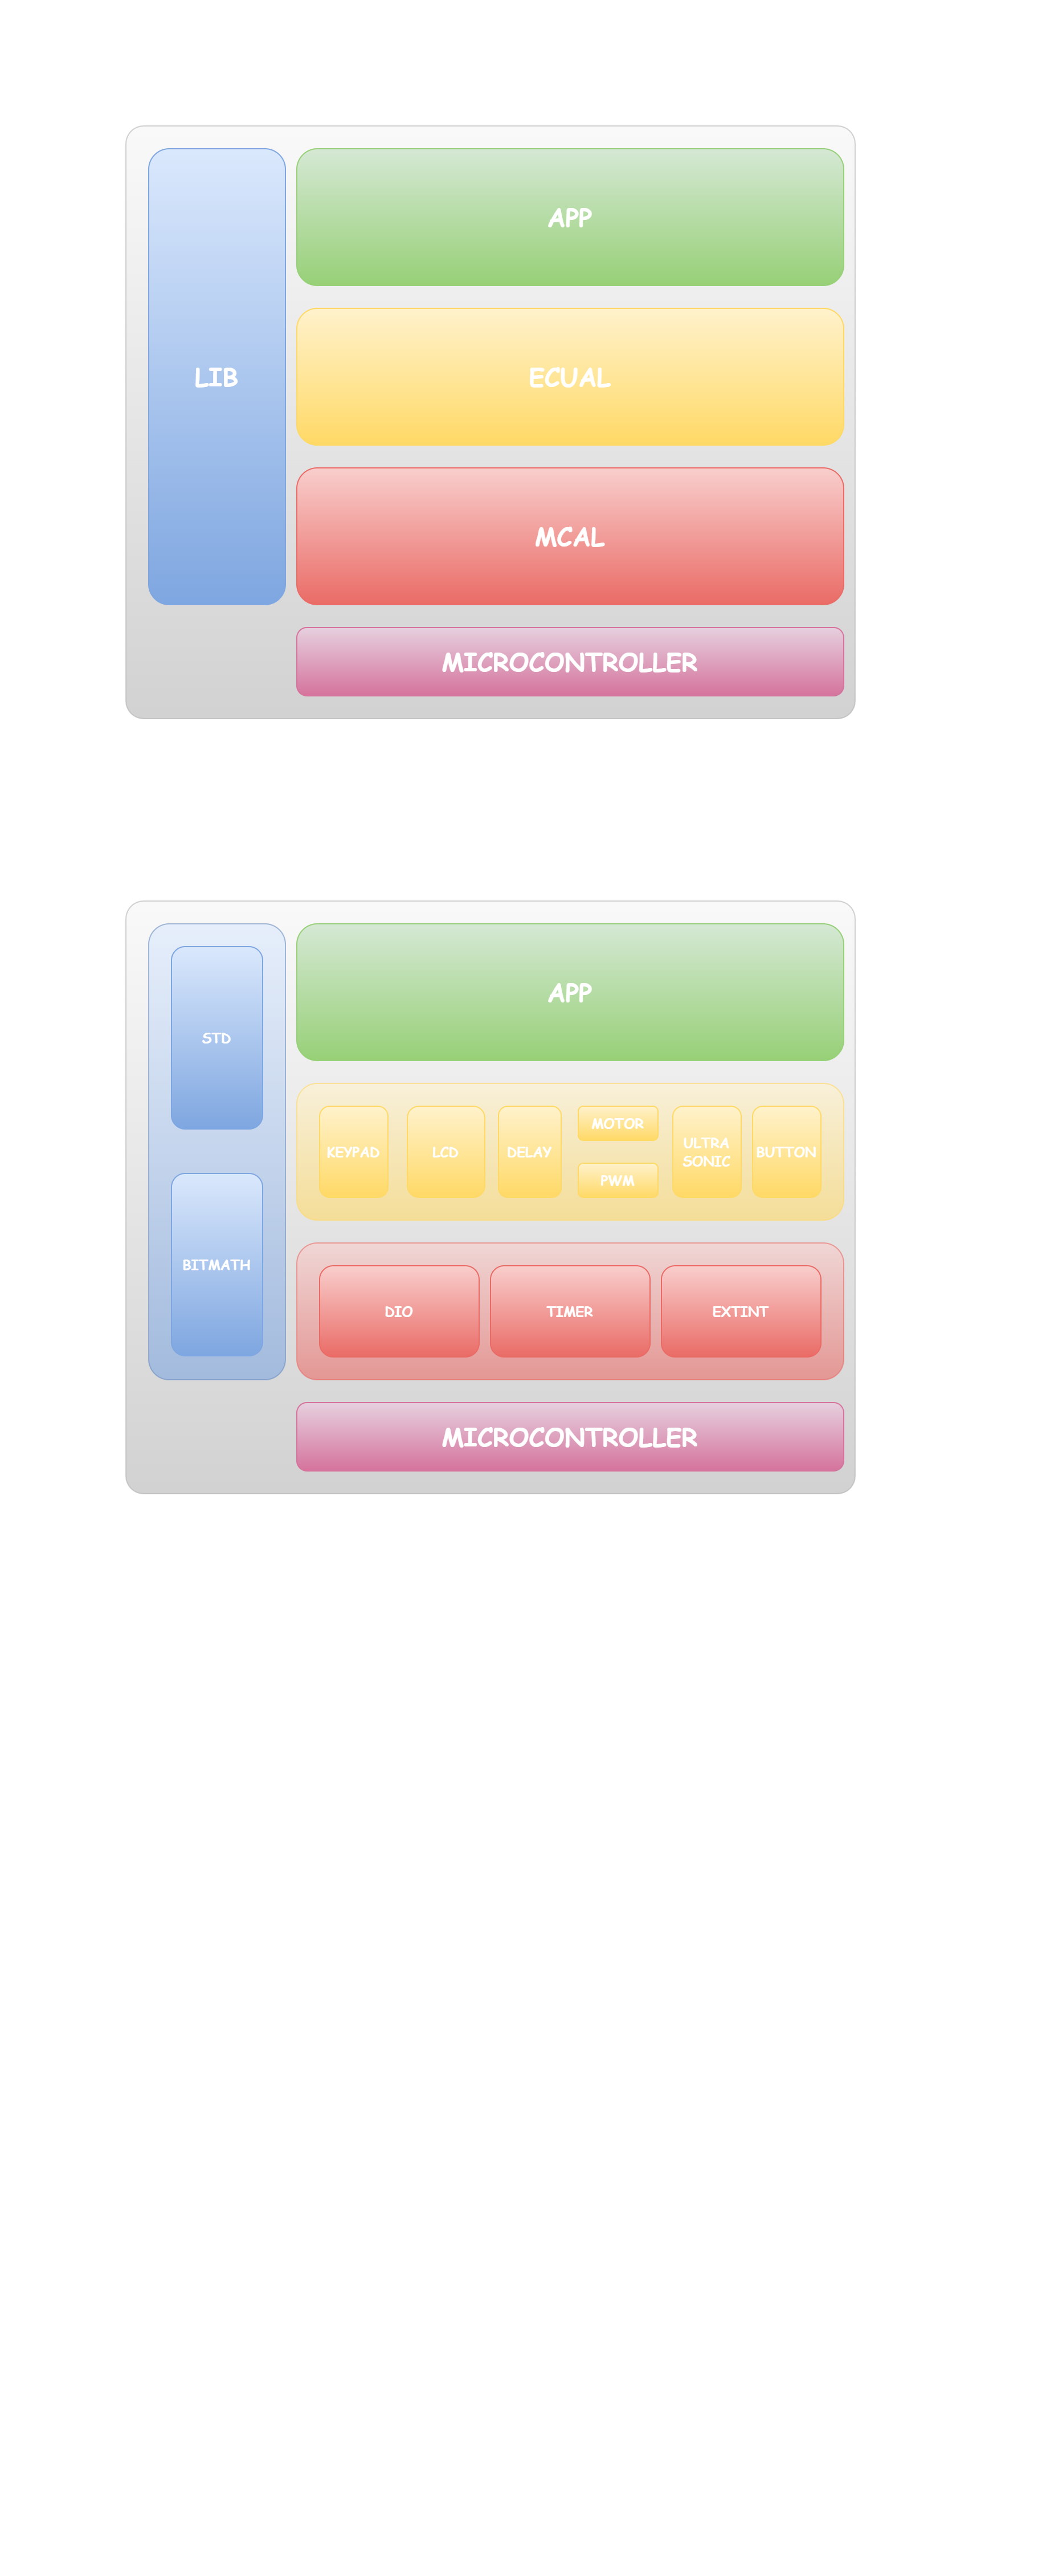 APP
LIB
ECUAL
MCAL
MICROCONTROLLER
APP
STD
MOTOR
KEYPAD
LCD
DELAY
ULTRA
SONIC
BUTTON
PWM
BITMATH
DIO
TIMER
EXTINT
MICROCONTROLLER